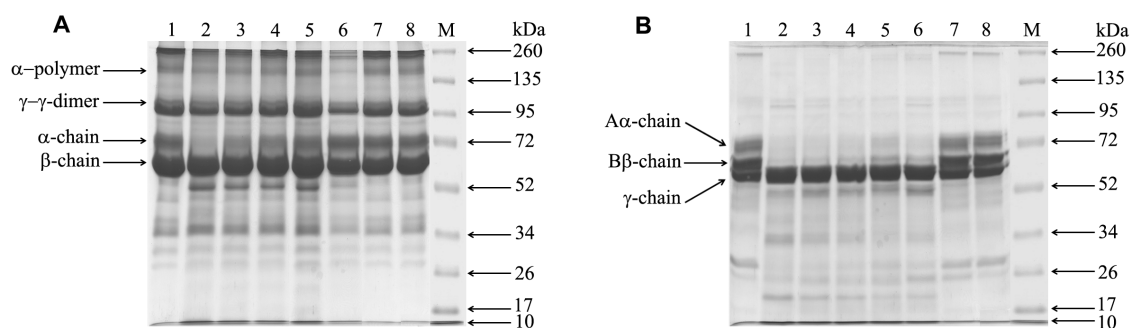 A
1 2 3 4 5 6 7 8 M kDa
α–polymer
γ–γ-dimer
α-chain
β-chain
260
135
95
72
52
34
26
17
10
B
1 2 3 4 5 6 7 8 M kDa
Aα-chain
Bβ-chain
γ-chain
260
135
95
72
52
34
26
17
10